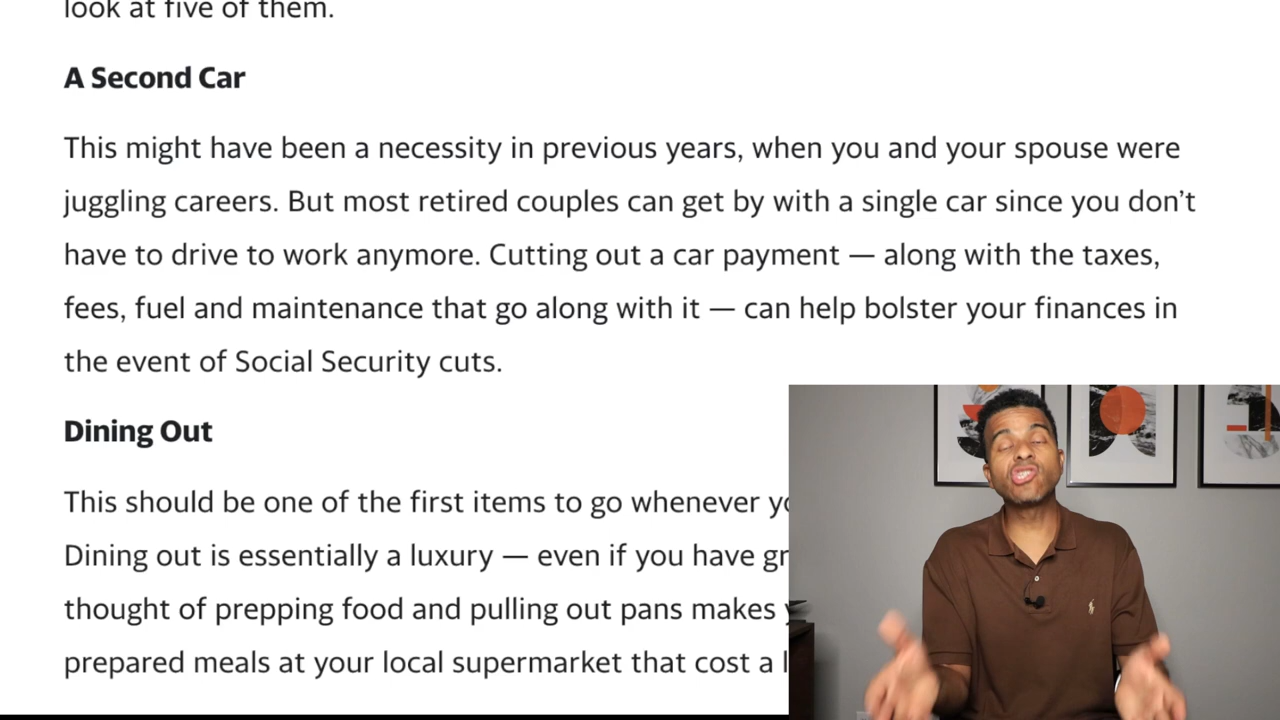 look at five of them.
A Second Car
This might have been a necessity in previous years, when you and your spouse were
juggling careers. But most retired couples can get by with a single car since you don’t
have to drive to work anymore. Cutting out a car payment — along with the taxes,
fees, fuel and maintenance that go along with it — can help bolster your finances in
the event of Social Security cuts.
Dining Out
This should be one of the first items to go whenever
Dining out is essentially a luxury — even if you have
thought of prepping food and pulling out pans makes
prepared meals at your local supermarket that cost a